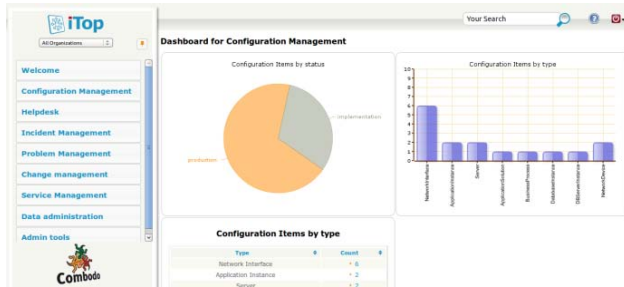 iTop
All Organizations
Your Search
Welcome
Configuration Management
Helpdesk
Incident Management
Problem Management
Change management
Service Management
Data administration
Admin tools
Combodo
Dashboard for Configuration Management
Configuration Items by status
implementation
production
Configuration Items by type
10
9
8
7
6
5
4
3
2
1
0
NetworkInterface
ApplicationInstance
Server
ApplicationSolution
BusinessProcess
DatabaseInstance
DBServerInstance
NetworkDevice
Configuration Items by type
Type Count
Network Interface 6
Application Instance 2
Server 2